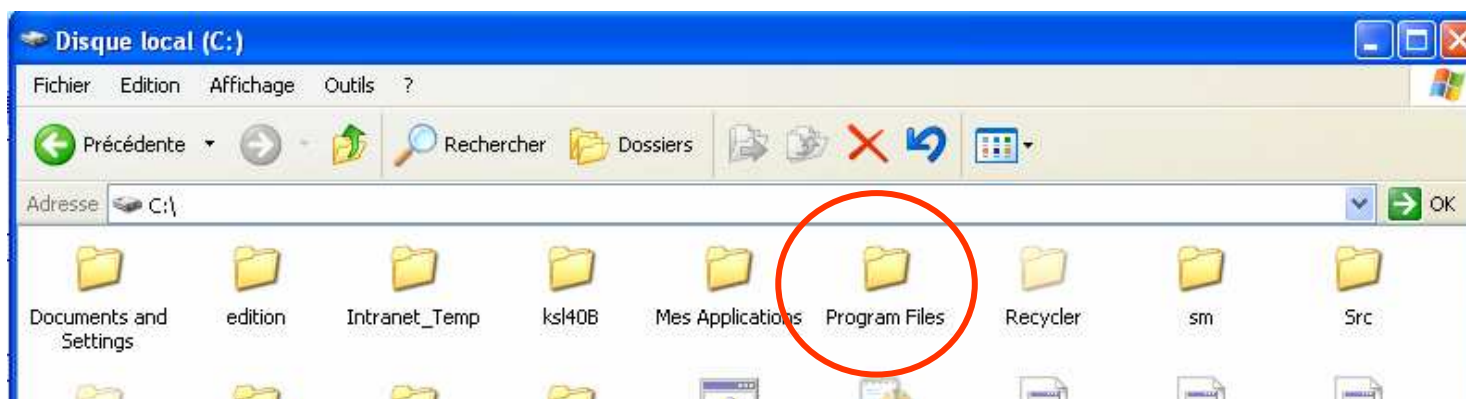 Disque local (C:)
Fichier Edition Affichage Outils ?
Précédente Rechercher Dossiers
Adresse C:\ OK
Documents and Settings edition Intranet_Temp ksl40B Mes Applications Program Files Recycler sm Src